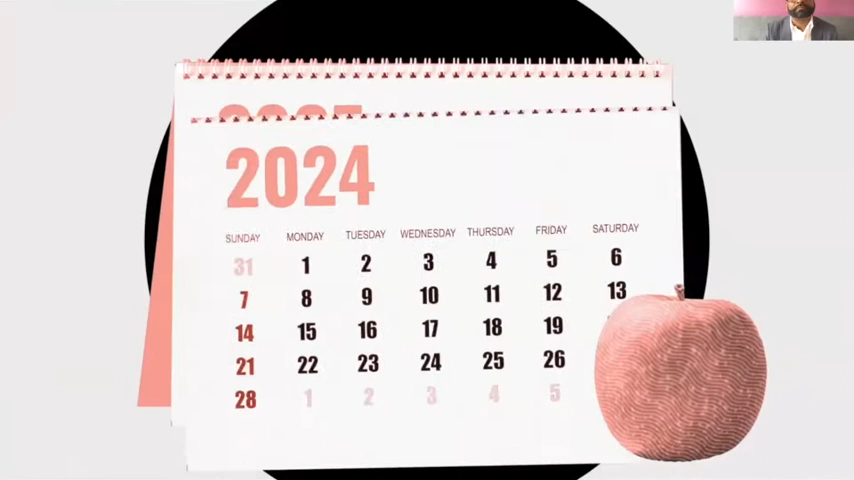 2024
SUNDAY MONDAY TUESDAY WEDNESDAY THURSDAY FRIDAY SATURDAY
31 1 2 3 4 5 6
7 8 9 10 11 12 13
14 15 16 17 18 19
21 22 23 24 25 26
28 1 2 3 4 5